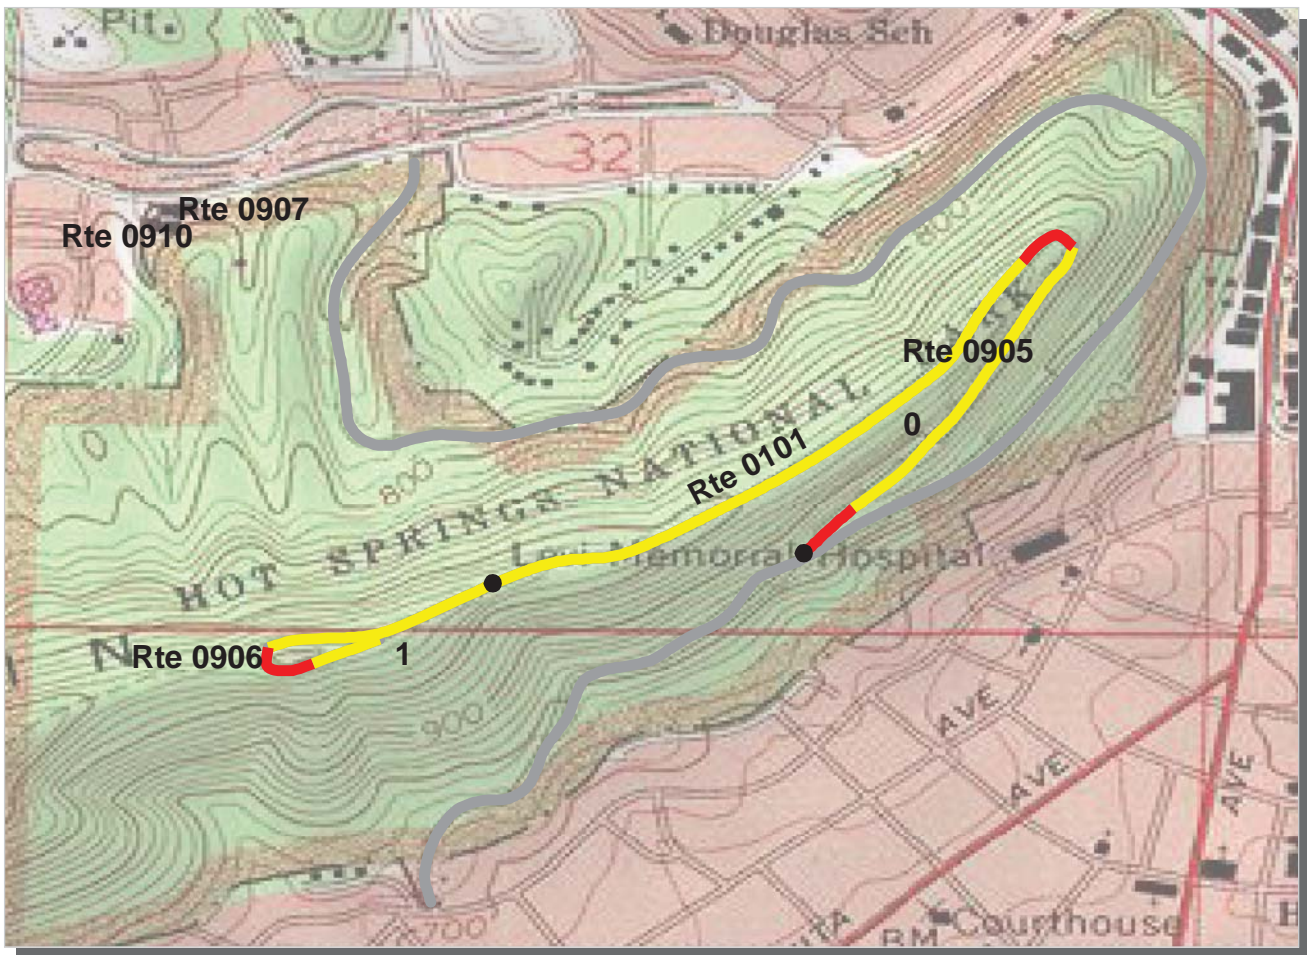 Pit
Douglas Sch
32
Rte 0907
Rte 0910
800
Rte 0905
0
Rte 0101
800
HOT SPRINGS NATIONAL PARK
Levi Memorial Hospital
N
Rte 0906
1
900
AVE
AVE
AVE
700
BM
Courthouse